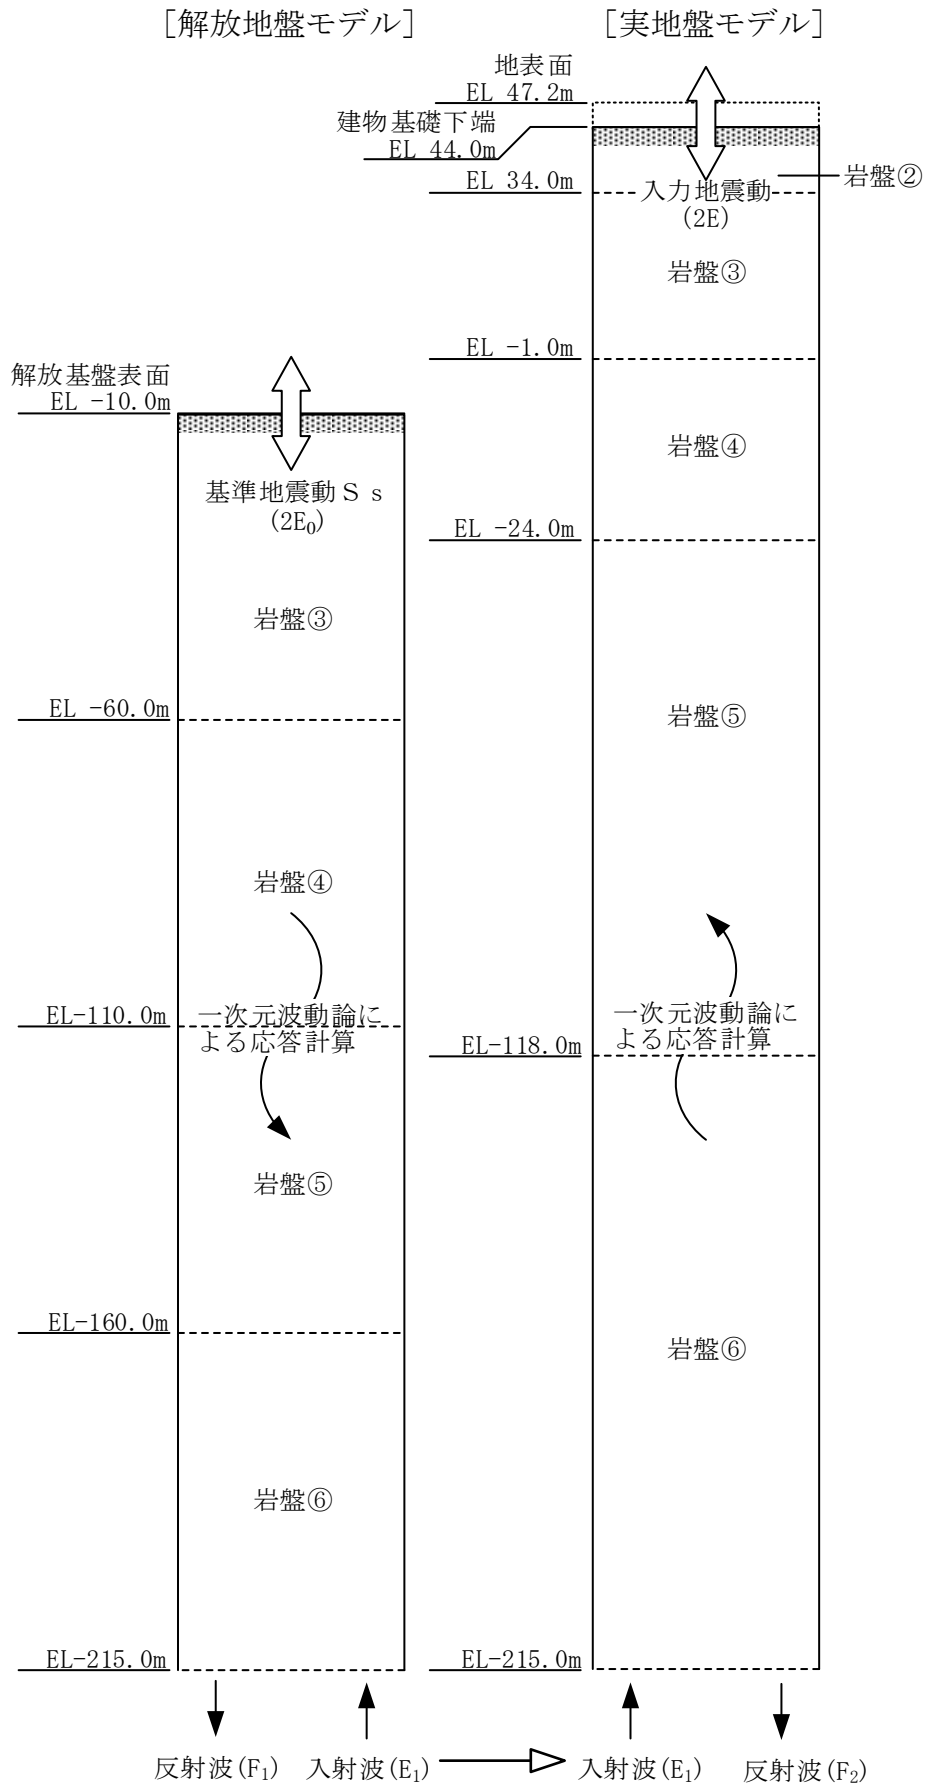 ［解放地盤モデル］
［実地盤モデル］
地表面
EL 47.2m
建物基礎下端
EL 44.0m
岩盤②
EL 34.0m
入力地震動
(2E)
岩盤③
EL -1.0m
解放基盤表面
EL -10.0m
岩盤④
基準地震動Ｓｓ
(2E₀)
EL -24.0m
岩盤③
EL -60.0m
岩盤⑤
岩盤④
EL-110.0m
一次元波動論に
よる応答計算
一次元波動論に
よる応答計算
EL-118.0m
岩盤⑤
EL-160.0m
岩盤⑥
岩盤⑥
EL-215.0m
EL-215.0m
反射波(F₁)
入射波(E₁)
入射波(E₁)
反射波(F₂)